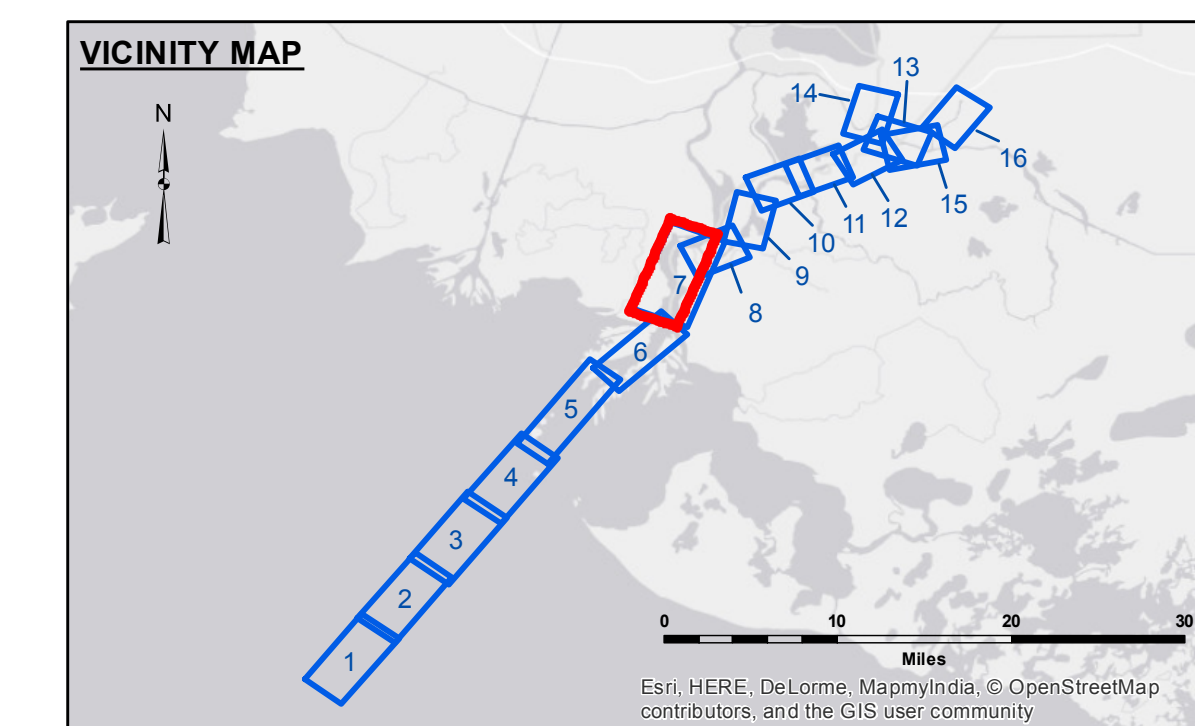 VICINITY MAP
N
13
14
16
15
12
11
10
9
8
7
6
5
4
3
2
1
0 10 20 30
Miles
Esri, HERE, DeLorme, MapmyIndia, © OpenStreetMap
contributors, and the GIS user community